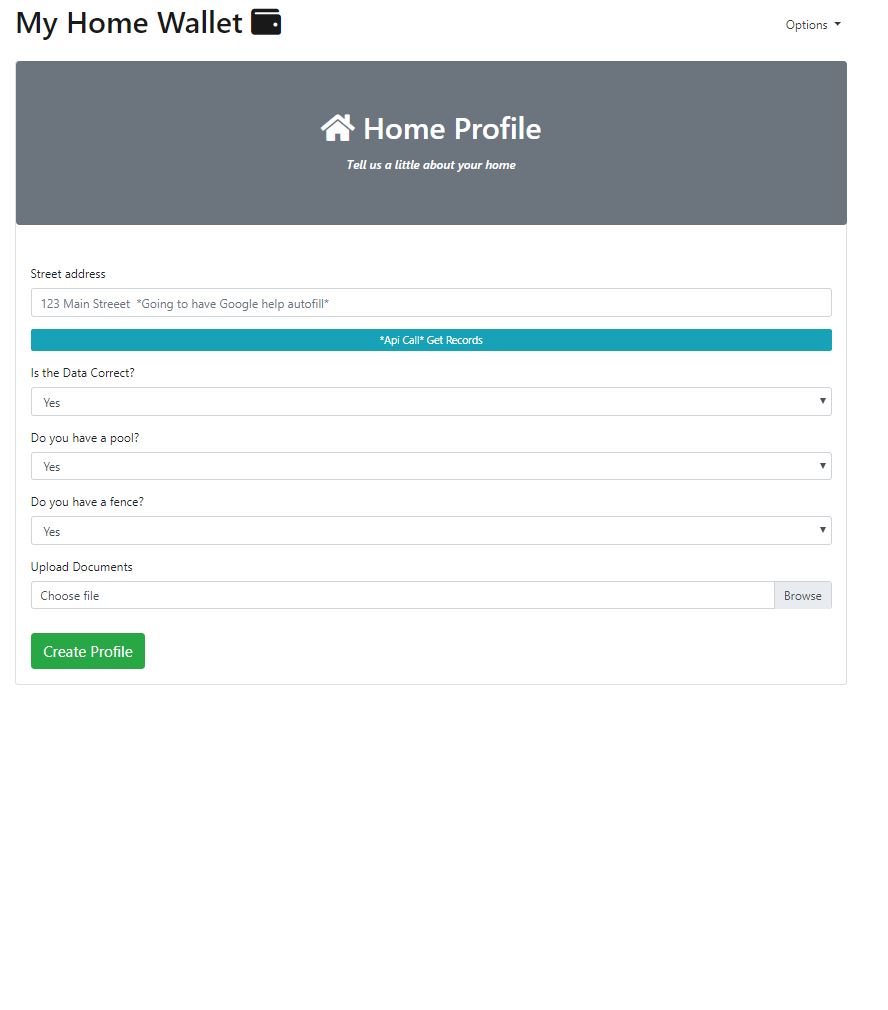 My Home Wallet
Options
Home Profile
Tell us a little about your home
Street address
123 Main Streeet *Going to have Google help autofill*
*Api Call* Get Records
Is the Data Correct?
Yes
Do you have a pool?
Yes
Do you have a fence?
Yes
Upload Documents
Choose file
Browse
Create Profile